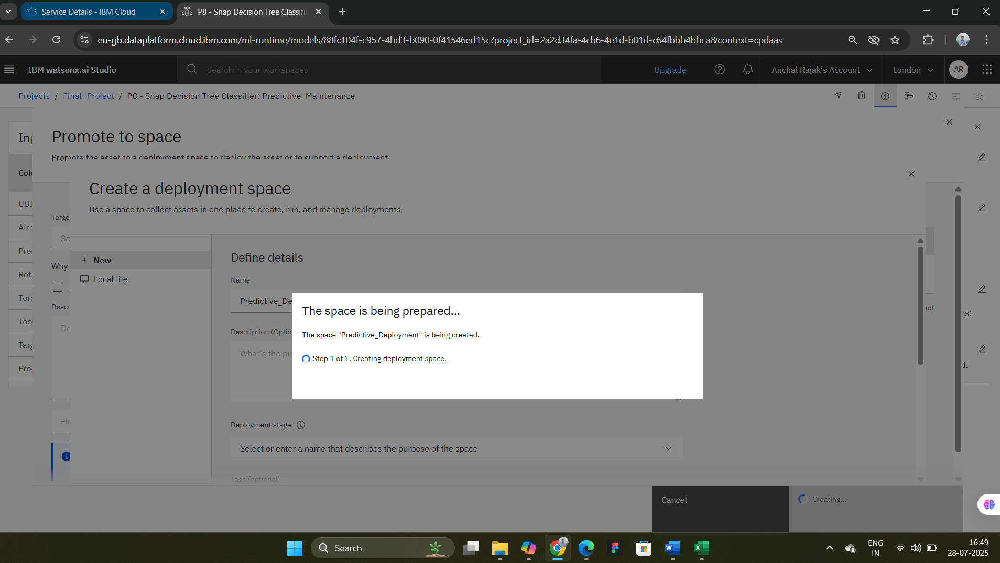 Service Details - IBM Cloud
P8 - Snap Decision Tree Classifie
eu-gb.dataplatform.cloud.ibm.com/ml-runtime/models/88fc104f-c957-4bd3-b090-0f41546ed15c?project_id=2a2d34fa-4cb6-4e1d-b01d-c64fbbb4bbca&context=cpdaas
IBM watsonx.ai Studio
Search in your workspaces
Upgrade
Anchal Rajak's Account
London
AR
Projects / Final_Project / P8 - Snap Decision Tree Classifier: Predictive_Maintenance
Inp
Promote to space
Promote the asset to a deployment space to deploy the asset or to support a deployment
Colu
Create a deployment space
Use a space to collect assets in one place to create, run, and manage deployments
UDI
Targe
Air t
Se
Proc
+ New
Define details
Why
Rota
Local file
Name
Torq
Predictive_De
Descr
nd
The space is being prepared...
ns:
Too
De
Description (Optio
The space "Predictive_Deployment" is being created.
Targ
What's the pu
Step 1 of 1. Creating deployment space.
Proc
d.
Fin
Deployment stage
Select or enter a name that describes the purpose of the space
Tags (optional)
Cancel
Creating...
Search
ENG
IN
16:49
28-07-2025